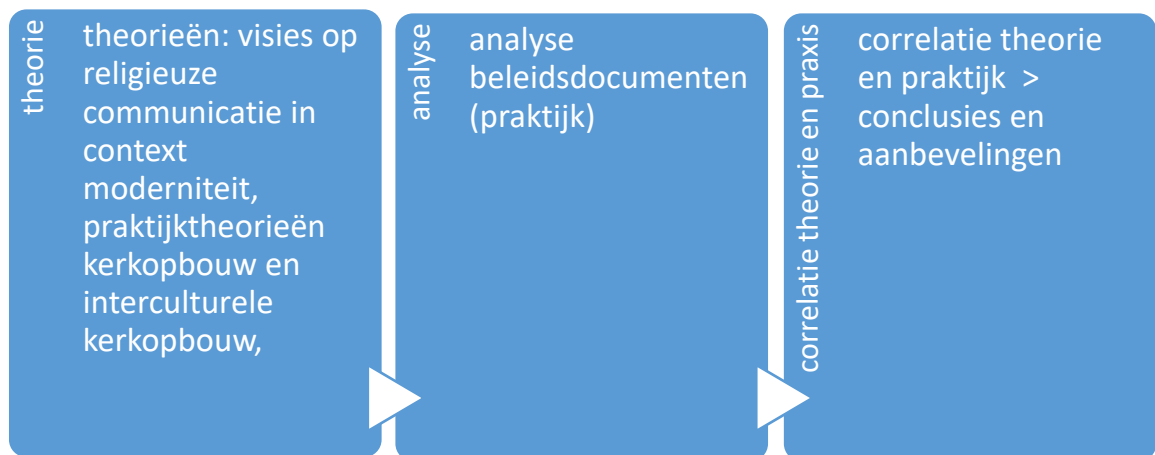 theorie
theorieën: visies op
religieuze
communicatie in
context
moderniteit,
praktijktheorieën
kerkopbouw en
interculturele
kerkopbouw,
analyse
analyse
beleidsdocumenten
(praktijk)
correlatie theorie en praxis
correlatie theorie
en praktijk >
conclusies en
aanbevelingen